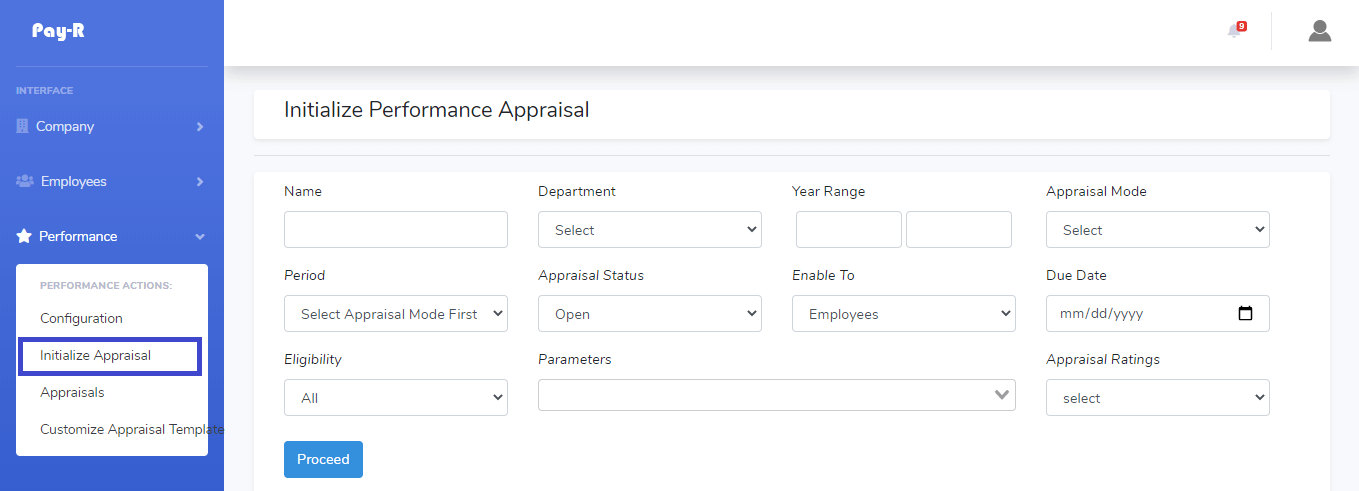 Pay-R
9
INTERFACE
Company
Employees
Performance
PERFORMANCE ACTIONS:
Configuration
Initialize Appraisal
Appraisals
Customize Appraisal Template
Initialize Performance Appraisal
Name Department Year Range Appraisal Mode
Select Select
Period Appraisal Status Enable To Due Date
Select Appraisal Mode First Open Employees mm/dd/yyyy
Eligibility Parameters Appraisal Ratings
All select
Proceed